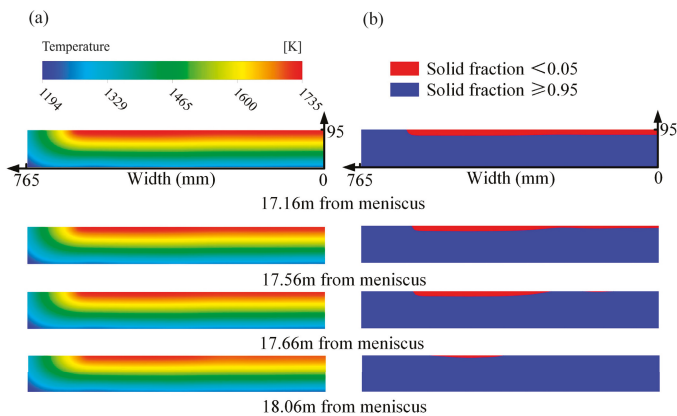 (a)
(b)
Temperature [K]
1194 1329 1465 1600 1735
Solid fraction <0.05
Solid fraction ≥0.95
95
95
765 Width (mm) 0
765 Width (mm) 0
17.16m from meniscus
17.56m from meniscus
17.66m from meniscus
18.06m from meniscus